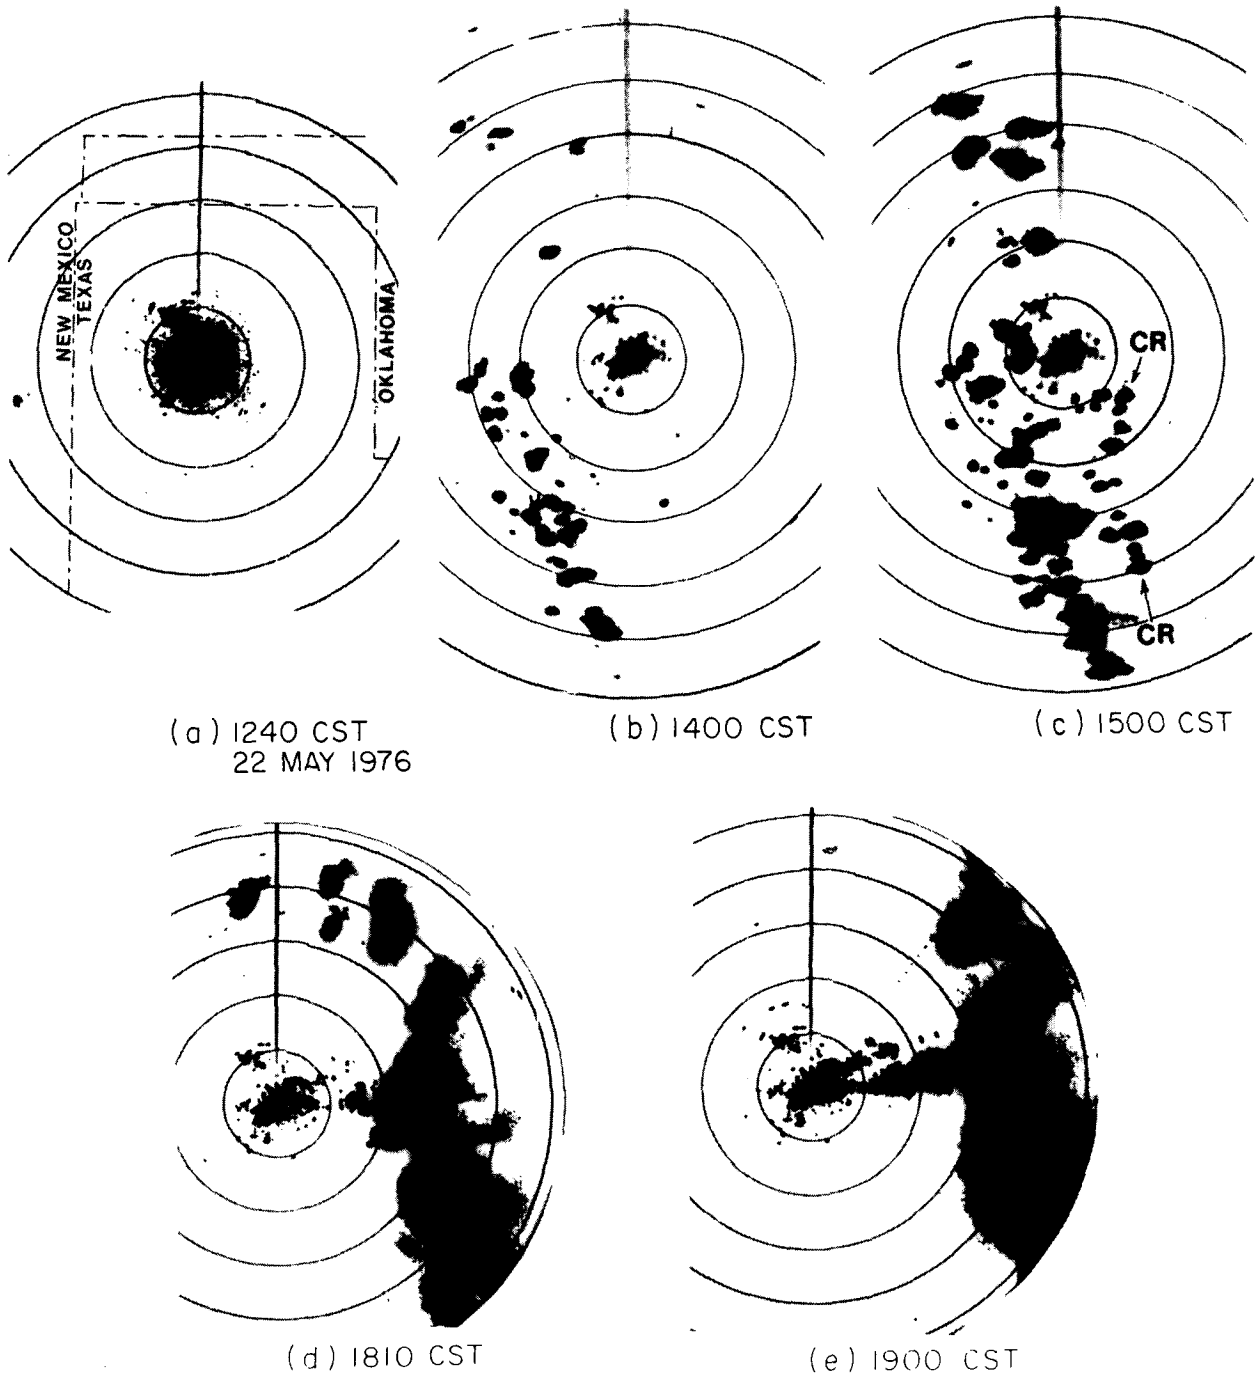 NEW MEXICO
TEXAS
OKLAHOMA
CR
CR
(a) 1240 CST
22 MAY 1976
(b) 1400 CST
(c) 1500 CST
(d) 1810 CST
(e) 1900 CST